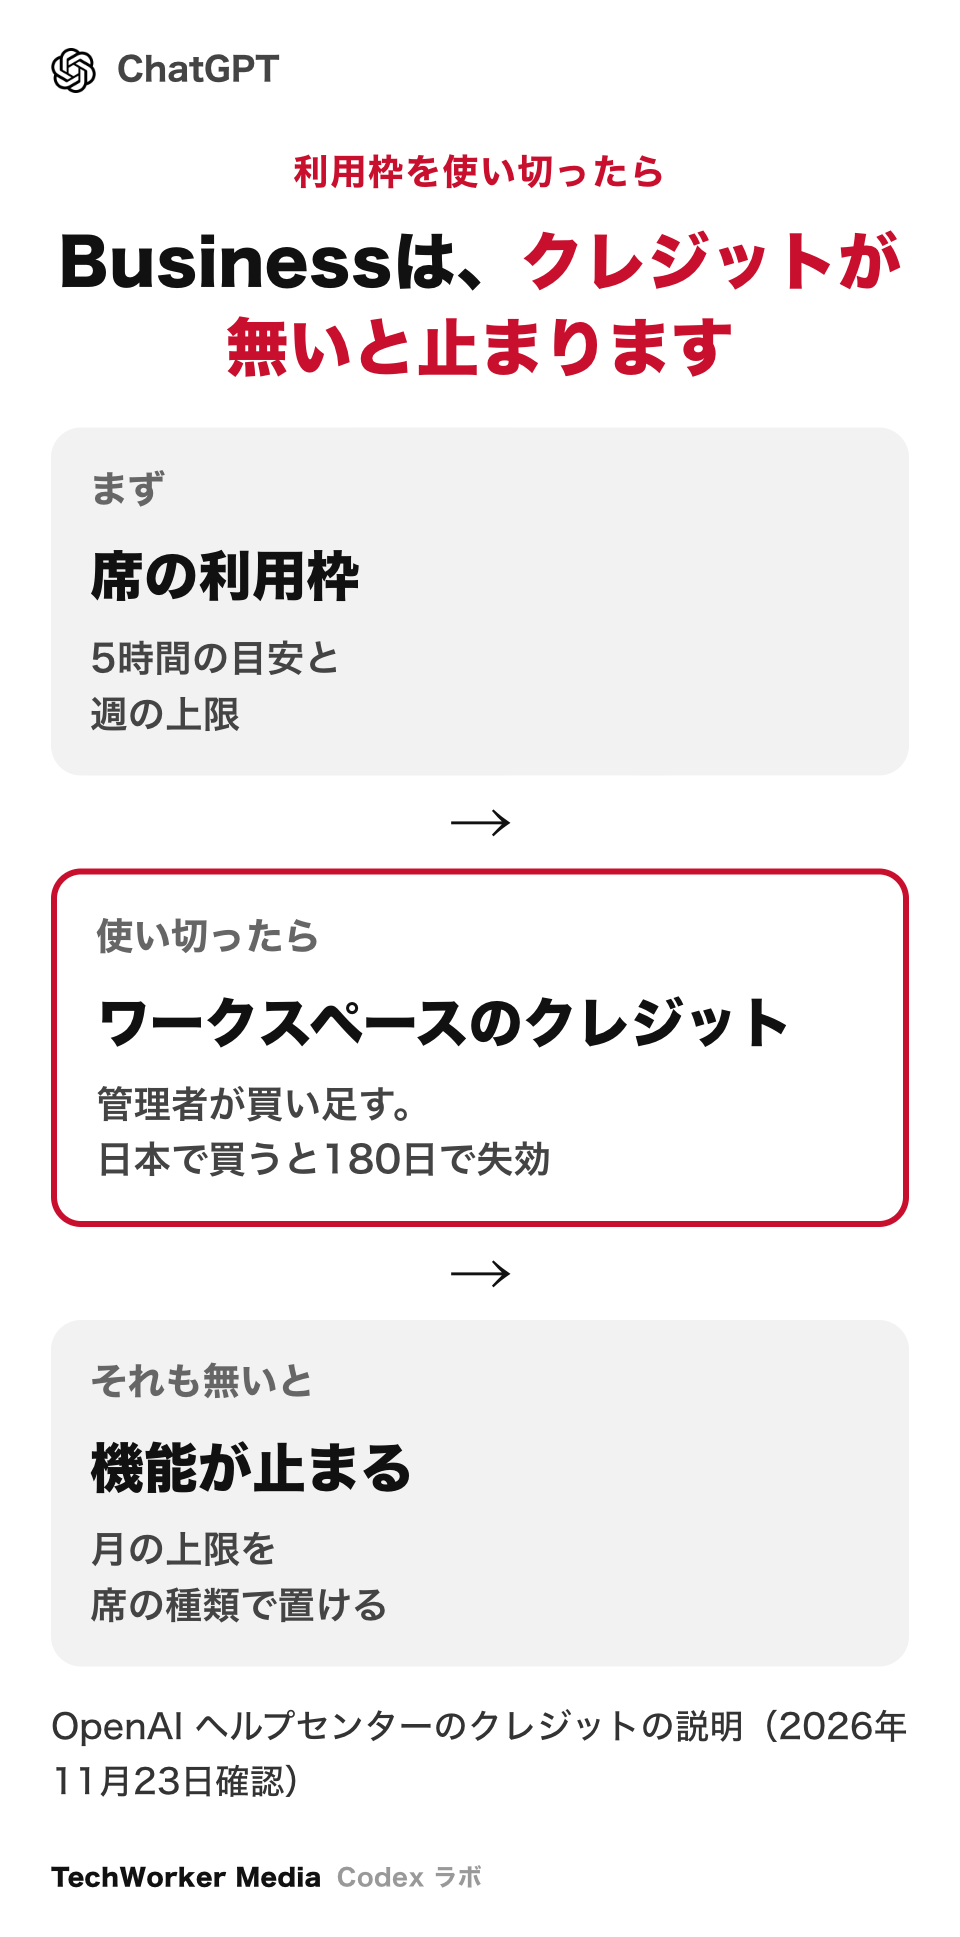 ChatGPT
利用枠を使い切ったら
Businessは、クレジットが
無いと止まります
まず
席の利用枠
5時間の目安と
週の上限
→
使い切ったら
ワークスペースのクレジット
管理者が買い足す。
日本で買うと180日で失効
→
それも無いと
機能が止まる
月の上限を
席の種類で置ける
OpenAI ヘルプセンターのクレジットの説明（2026年
11月23日確認）
TechWorker Media Codex ラボ